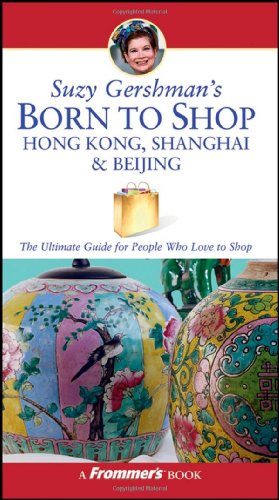 Suzy Gershman's
BORN TO SHOP
HONG KONG, SHANGHAI
& BEIJING
The Ultimate Guide for People Who Love to Shop
A Frommer's BOOK